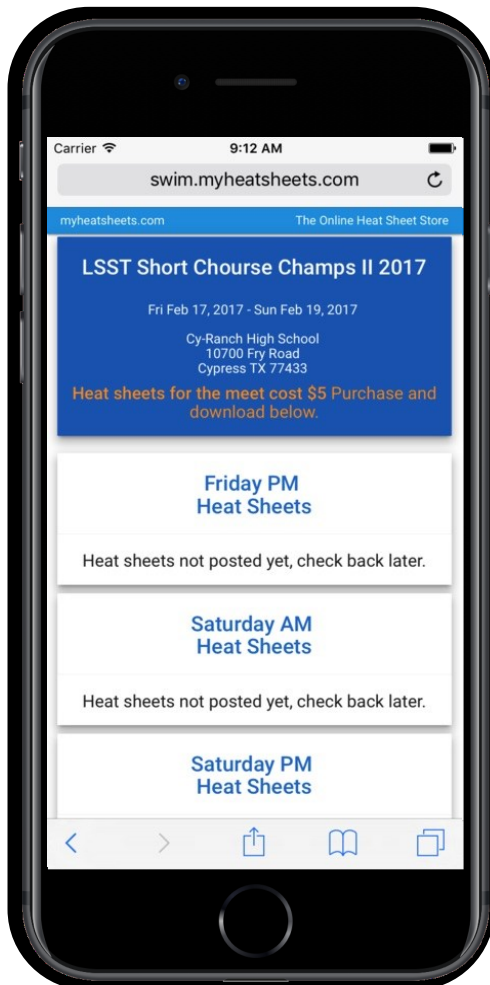 Carrier 9:12 AM
swim.myheatsheets.com
myheatsheets.com The Online Heat Sheet Store
LSST Short Chourse Champs II 2017
Fri Feb 17, 2017 - Sun Feb 19, 2017
Cy-Ranch High School
10700 Fry Road
Cypress TX 77433
Heat sheets for the meet cost $5 Purchase and
download below.
Friday PM
Heat Sheets
Heat sheets not posted yet, check back later.
Saturday AM
Heat Sheets
Heat sheets not posted yet, check back later.
Saturday PM
Heat Sheets